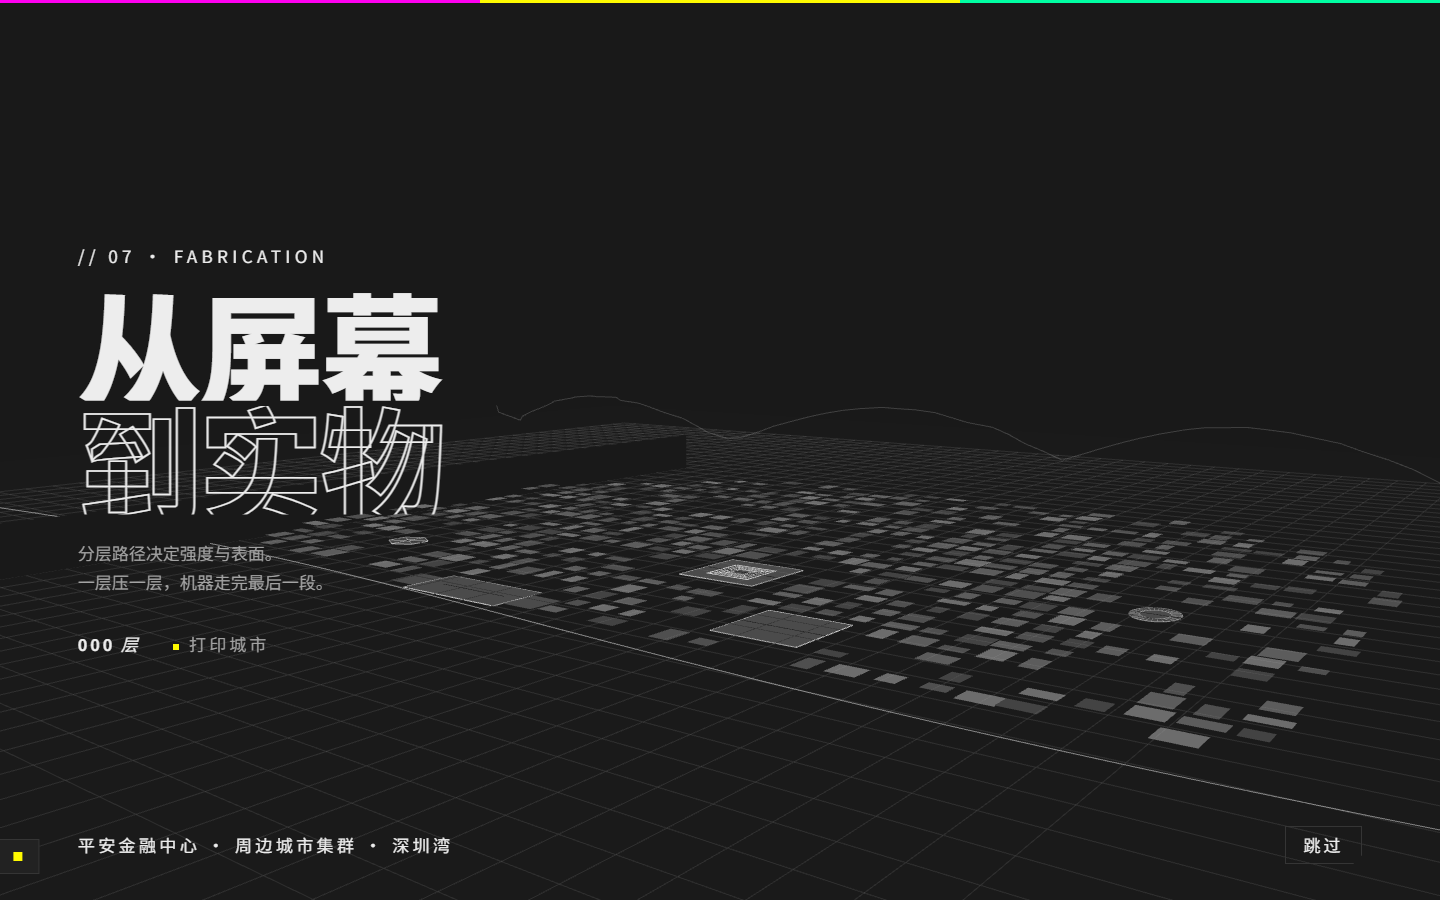 // 07 · FABRICATION
从屏幕
到实物
分层路径决定强度与表面。
一层压一层，机器走完最后一段。
000 层 打印城市
平安金融中心 · 周边城市集群 · 深圳湾
跳过